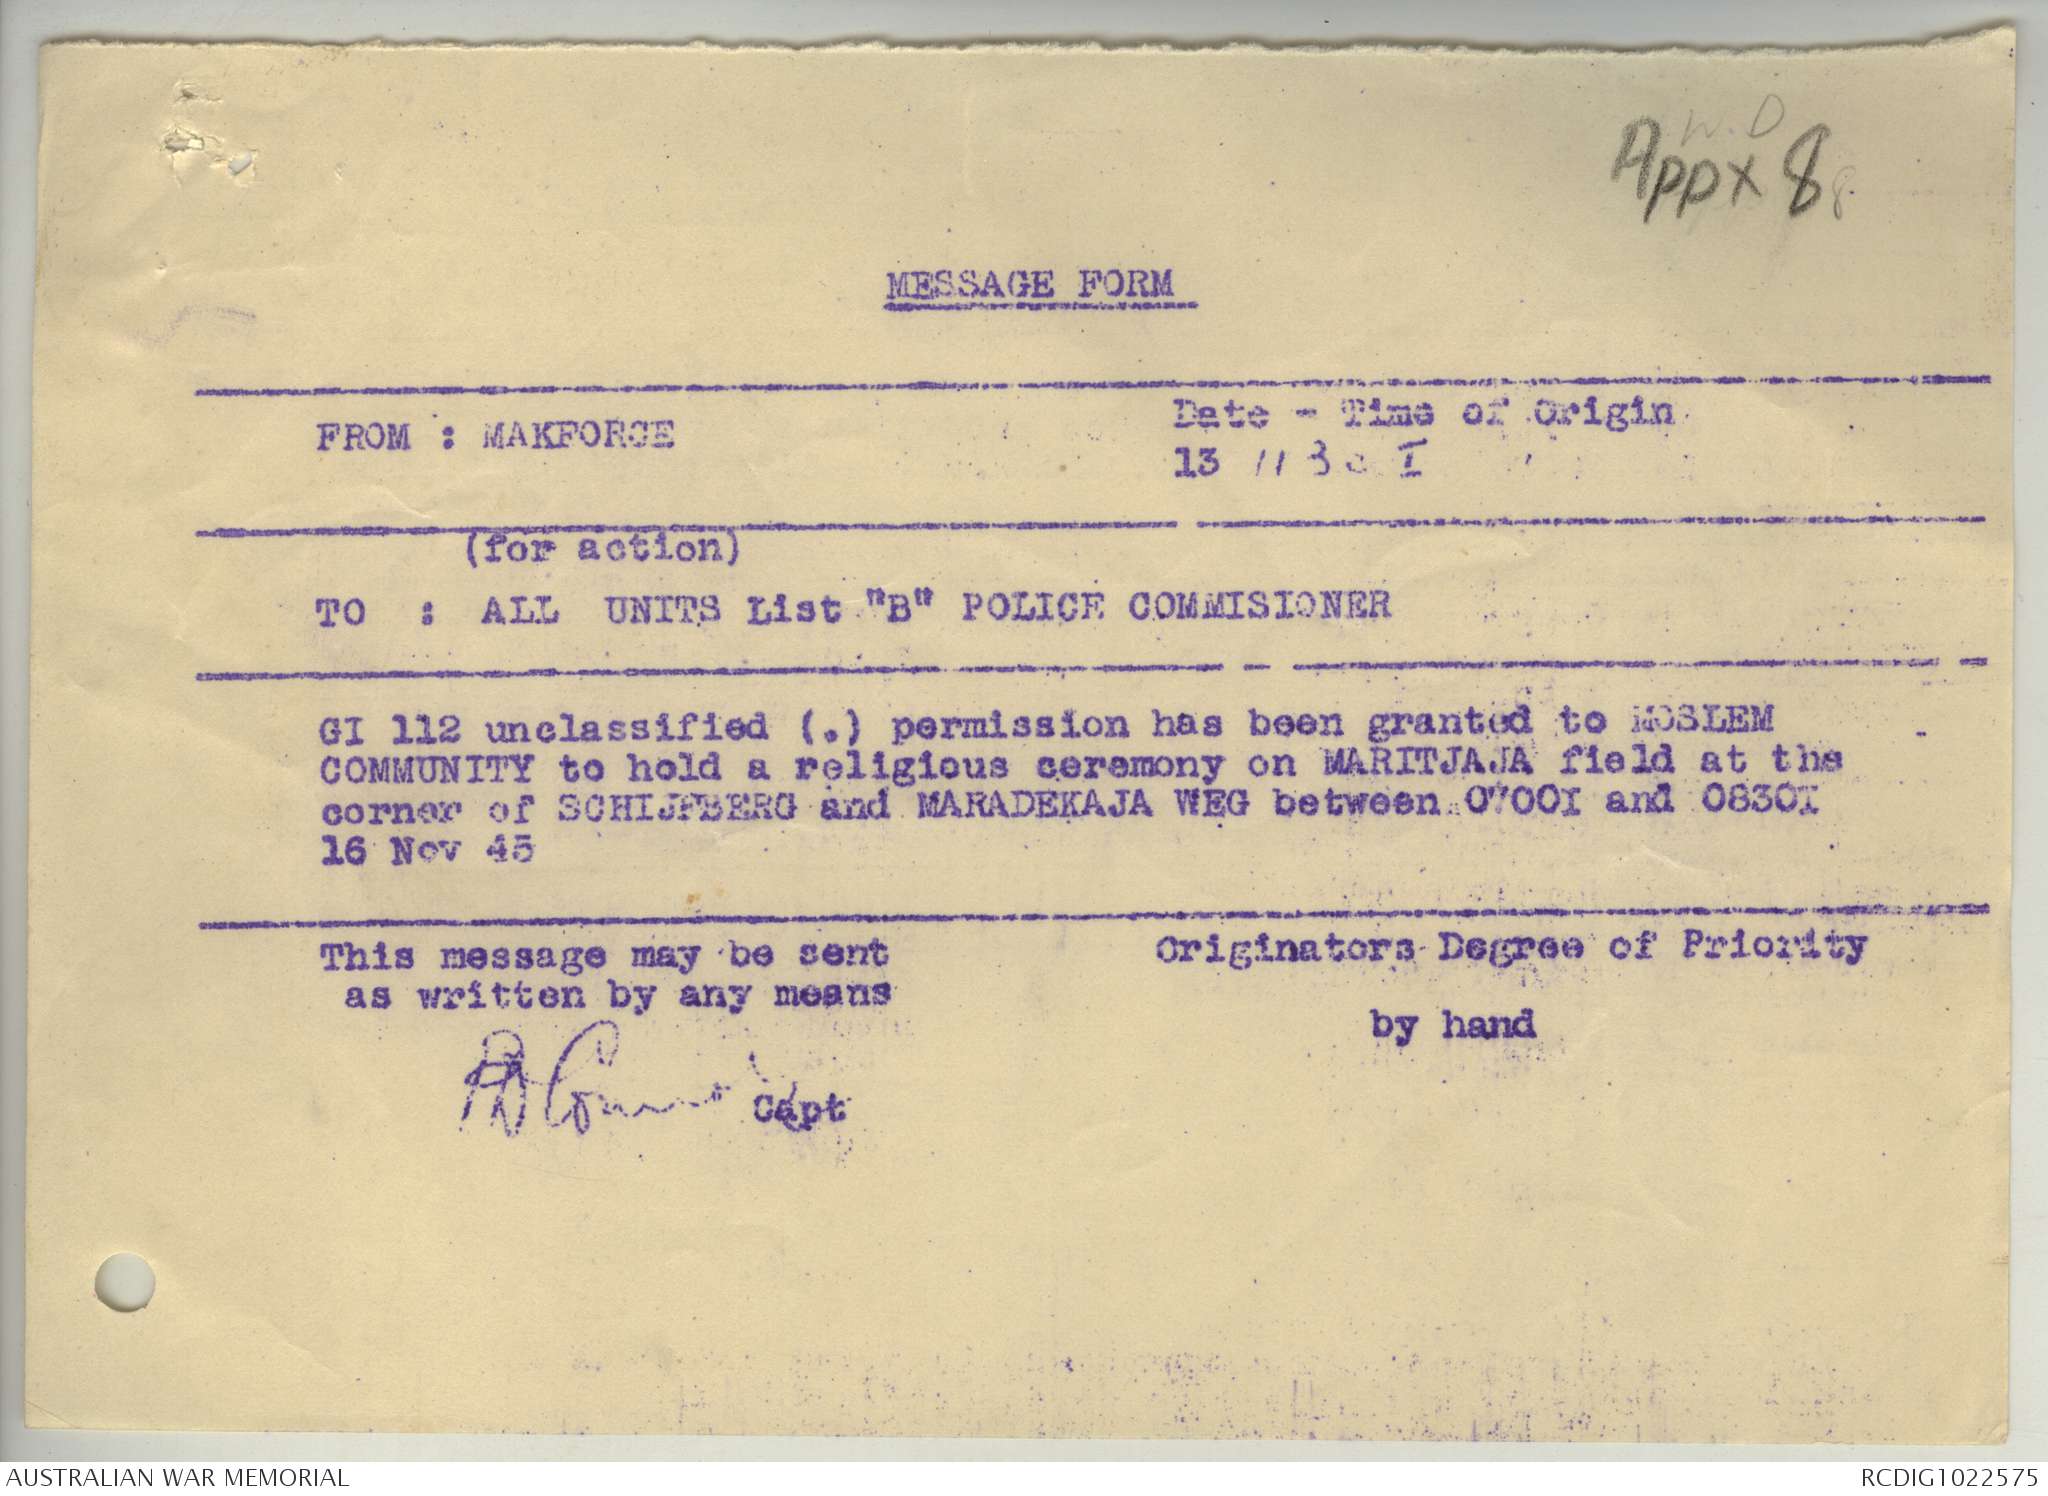 W.D
Appx 8 8
MESSAGE FORM
FROM : MAKFORCE
Date - Time of Origin
13 1130 I
(for action)
TO : ALL UNITS List "B" POLICE COMMISIONER
GI 112 unclassified (.) permission has been granted to MOSLEM
COMMUNITY to hold a religious ceremony on MARITJAJA field at the
corner of SCHIJFBERG and MARADEKAJA WEG between 0700I and 0830I
16 Nov 45
This message may be sent
as written by any means
Originators Degree of Priority
by hand
Capt
AUSTRALIAN WAR MEMORIAL
RCDIG1022575